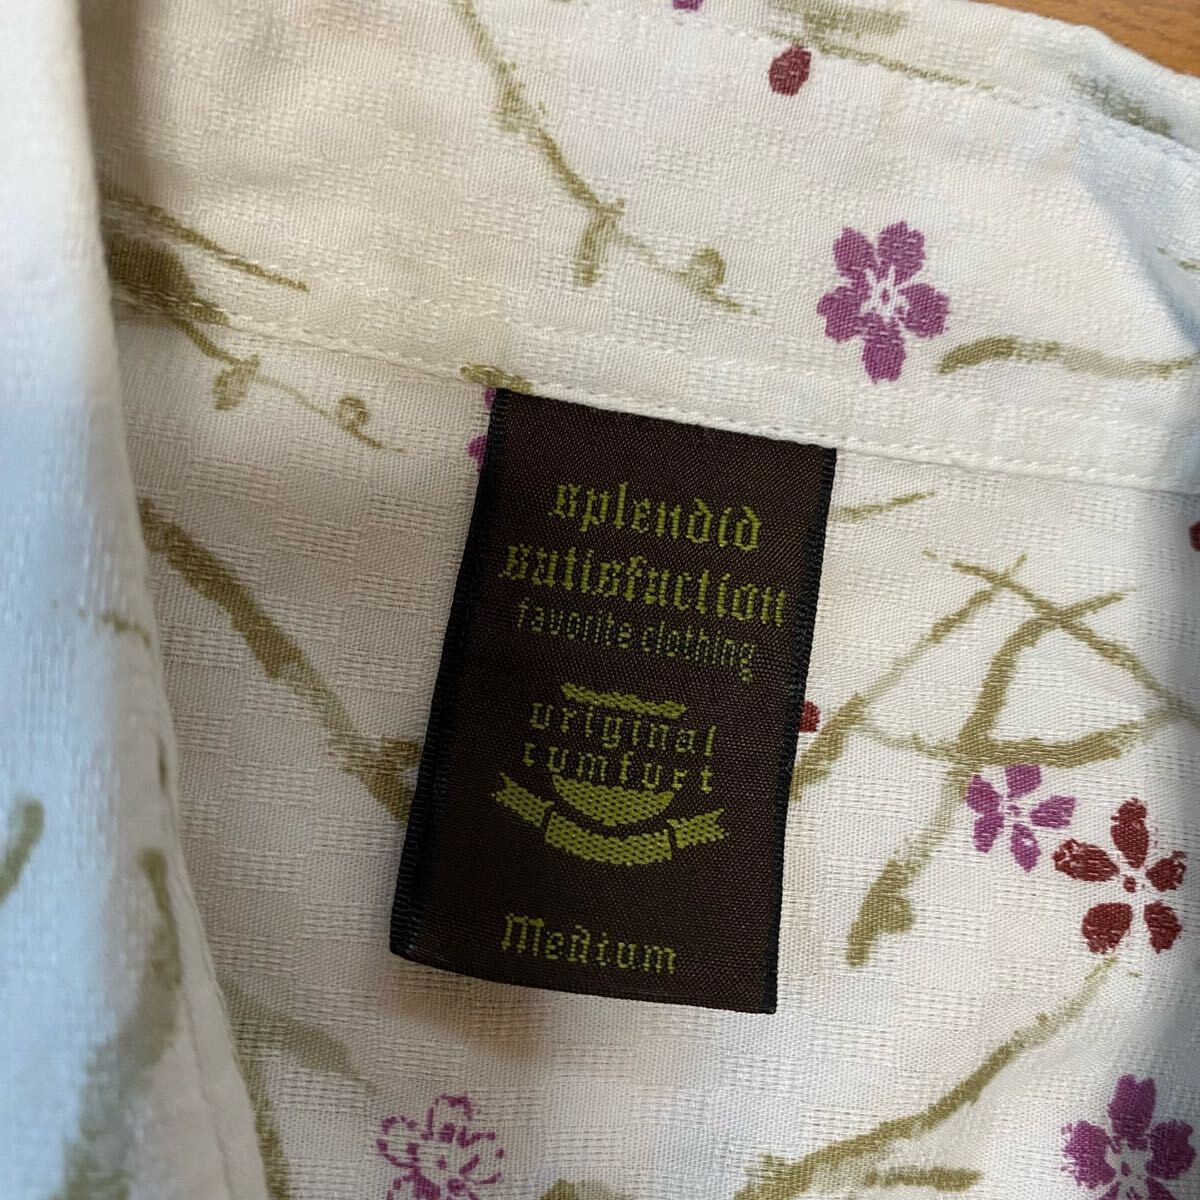 splendid
satisfaction
favorite clothing
original
comfort
Medium